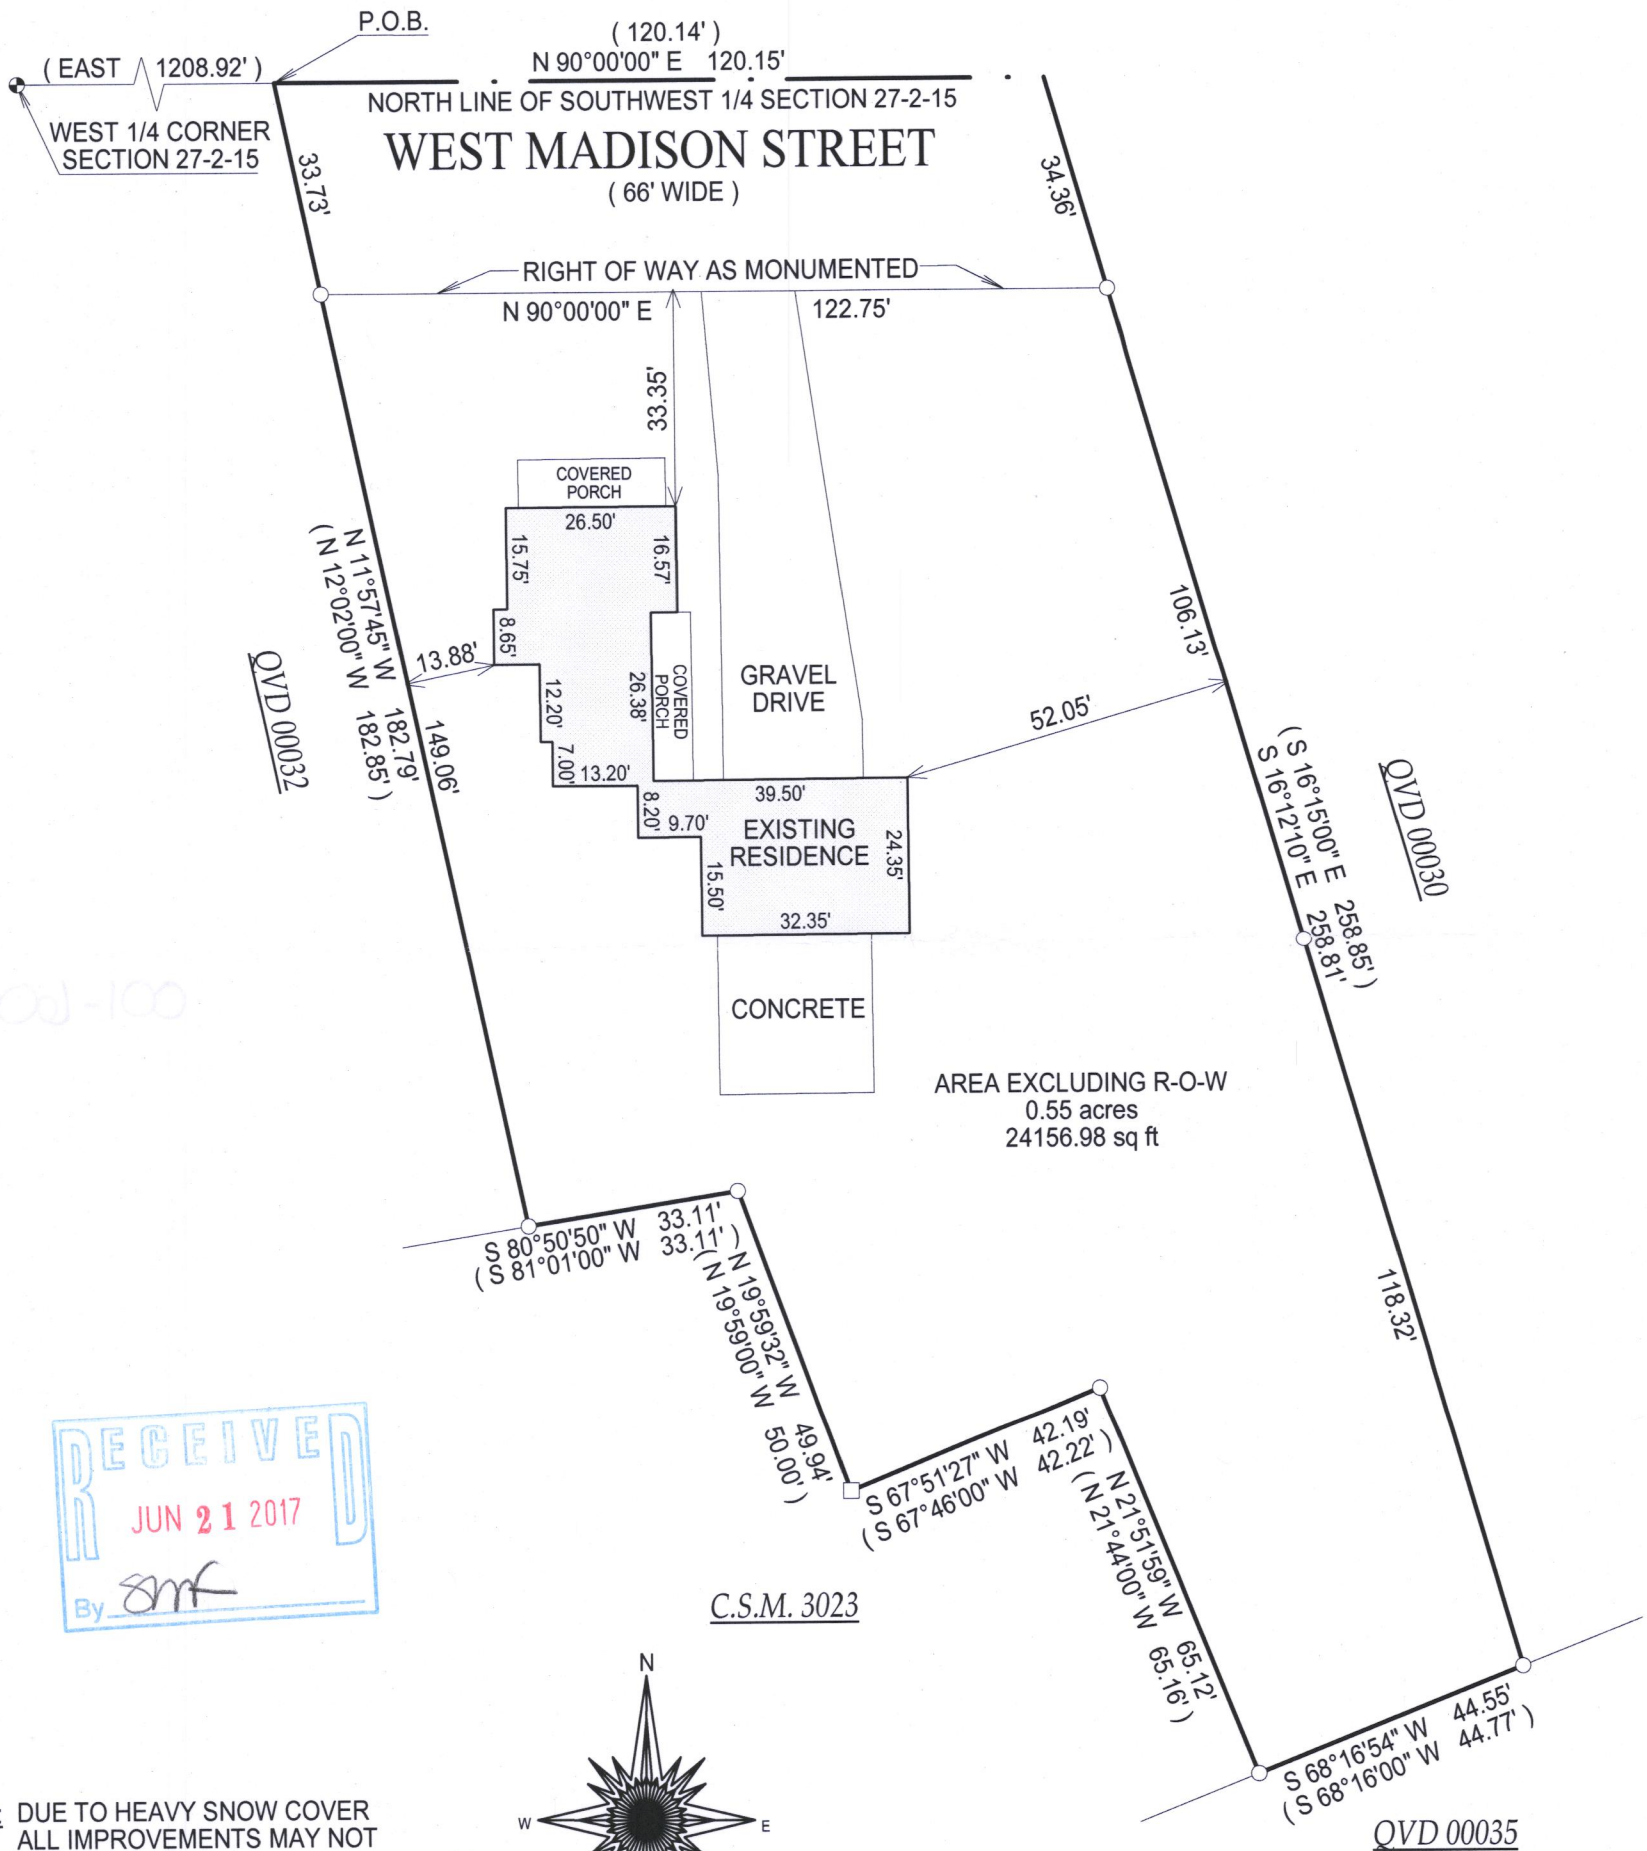 P.O.B.
( 120.14' )
N 90°00'00" E 120.15'
( EAST 1208.92' )
NORTH LINE OF SOUTHWEST 1/4 SECTION 27-2-15
WEST 1/4 CORNER
SECTION 27-2-15
WEST MADISON STREET
( 66' WIDE )
33.73'
34.36'
RIGHT OF WAY AS MONUMENTED
N 90°00'00" E 122.75'
33.35'
COVERED
PORCH
26.50'
15.75'
16.57'
8.65'
13.88'
12.20'
26.38'
COVERED
PORCH
7.00'
13.20'
GRAVEL
DRIVE
106.13'
52.05'
N 11°57'45" W 182.79'
( N 12°02'00" W 182.85' )
149.06'
QVD 00032
( S 16°15'00" E 258.85' )
S 16°12'10" E 258.81'
QVD 00030
39.50'
8.20'
9.70'
EXISTING
RESIDENCE
24.35'
15.50'
32.35'
CONCRETE
AREA EXCLUDING R-O-W
0.55 acres
24156.98 sq ft
S 80°50'50" W 33.11'
( S 81°01'00" W 33.11' )
N 19°59'32" W 49.94'
( N 19°59'00" W 50.00' )
118.32'
S 67°51'27" W 42.19'
( S 67°46'00" W 42.22' )
N 21°51'59" W 65.12'
( N 21°44'00" W 65.16' )
RECEIVED
JUN 21 2017
By smf
C.S.M. 3023
S 68°16'54" W 44.55'
( S 68°16'00" W 44.77' )
QVD 00035
N
W
E
DUE TO HEAVY SNOW COVER
ALL IMPROVEMENTS MAY NOT